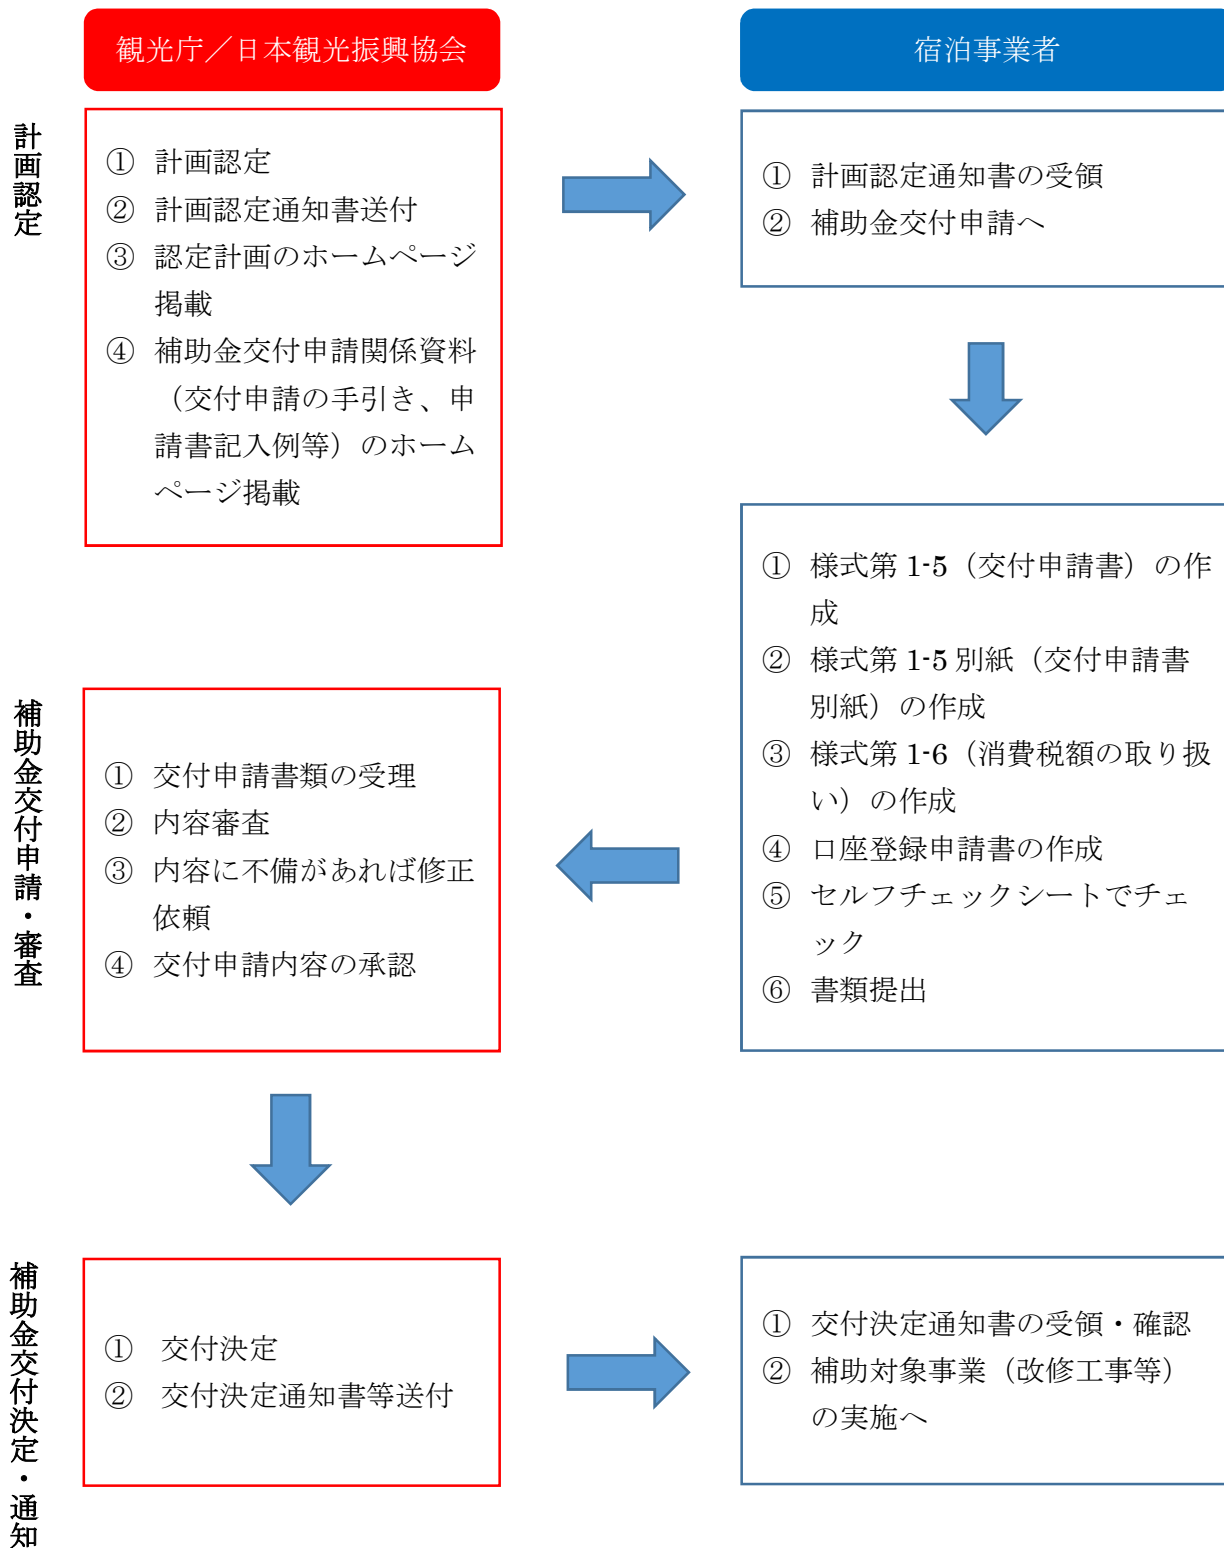 観光庁／日本観光振興協会
宿泊事業者
計画認定
① 計画認定
② 計画認定通知書送付
③ 認定計画のホームページ
掲載
④ 補助金交付申請関係資料
（交付申請の手引き、申
請書記入例等）のホーム
ページ掲載
① 計画認定通知書の受領
② 補助金交付申請へ
① 様式第 1-5（交付申請書）の作
成
② 様式第 1-5 別紙（交付申請書
別紙）の作成
③ 様式第 1-6（消費税額の取り扱
い）の作成
④ 口座登録申請書の作成
⑤ セルフチェックシートでチェ
ック
⑥ 書類提出
補助金交付申請・審査
① 交付申請書類の受理
② 内容審査
③ 内容に不備があれば修正
依頼
④ 交付申請内容の承認
補助金交付決定・通知
① 交付決定
② 交付決定通知書等送付
① 交付決定通知書の受領・確認
② 補助対象事業（改修工事等）
の実施へ